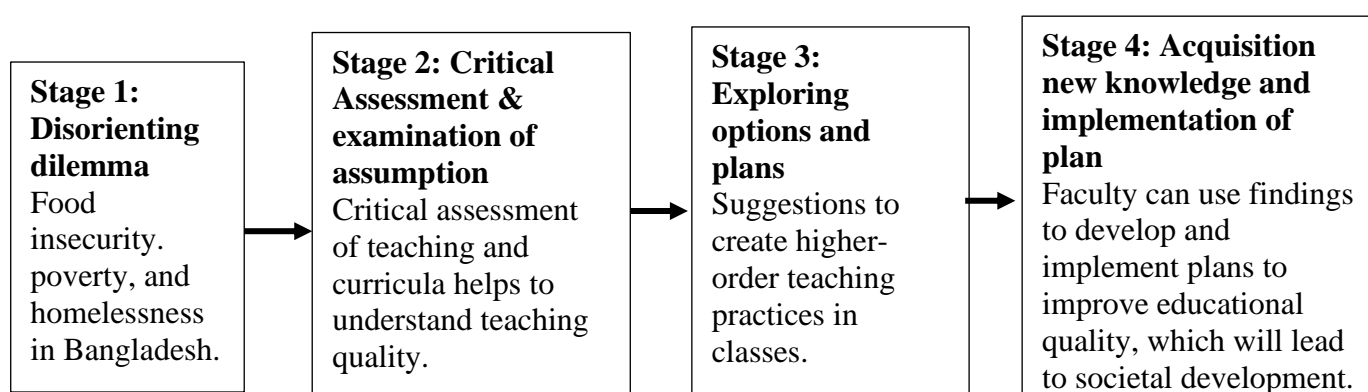 Stage 1:
Disorienting
dilemma
Food
insecurity.
poverty, and
homelessness
in Bangladesh.
Stage 2: Critical
Assessment &
examination of
assumption
Critical assessment
of teaching and
curricula helps to
understand teaching
quality.
Stage 3:
Exploring
options and
plans
Suggestions to
create higher-
order teaching
practices in
classes.
Stage 4: Acquisition
new knowledge and
implementation of
plan
Faculty can use findings
to develop and
implement plans to
improve educational
quality, which will lead
to societal development.